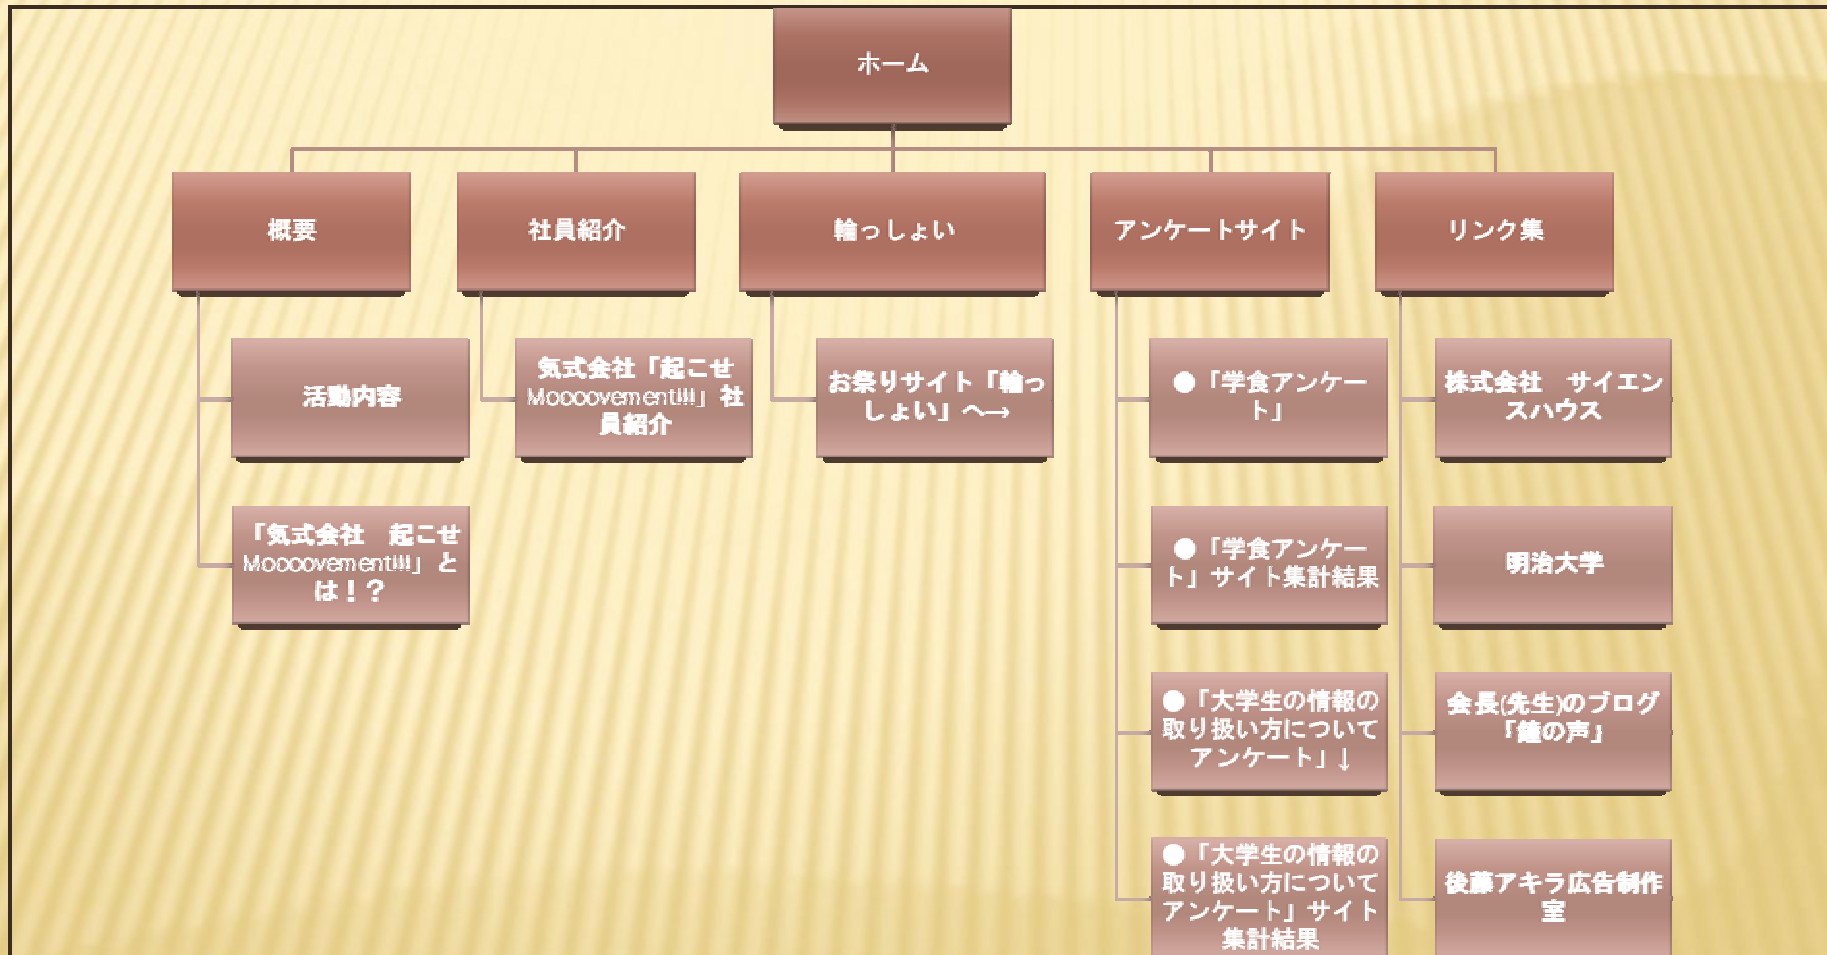 ホーム
概要
社員紹介
輪っしょい
アンケートサイト
リンク集
活動内容
「気式会社　起こせ
Moooovement!!!!」と
は！？
気式会社「起こせ
Moooovement!!!!」社
員紹介
お祭りサイト「輪っ
しょい」へ→
●「学食アンケー
ト」
●「学食アンケー
ト」サイト集計結果
●「大学生の情報の
取り扱い方について
アンケート」↓
●「大学生の情報の
取り扱い方について
アンケート」サイト
集計結果
株式会社　サイエン
スハウス
明治大学
会長(先生)のブログ
「鐘の声」
後藤アキラ広告制作
室